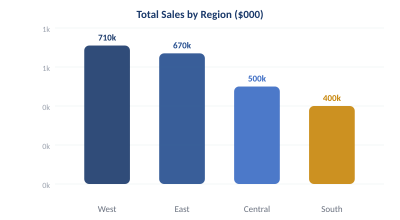 Total Sales by Region ($000)
1k
710k
670k
1k
500k
400k
0k
0k
0k
West East Central South